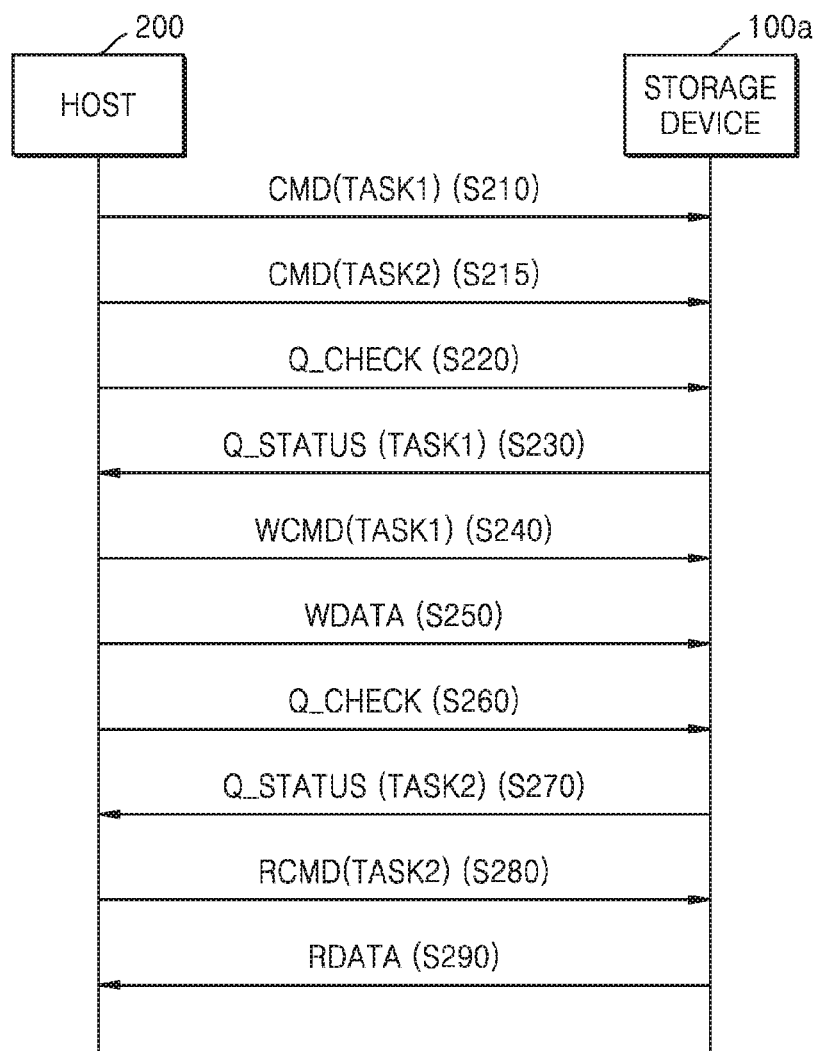 200
100a
HOST
STORAGE
DEVICE
CMD(TASK1) (S210)
CMD(TASK2) (S215)
Q_CHECK (S220)
Q_STATUS (TASK1) (S230)
WCMD(TASK1) (S240)
WDATA (S250)
Q_CHECK (S260)
Q_STATUS (TASK2) (S270)
RCMD(TASK2) (S280)
RDATA (S290)